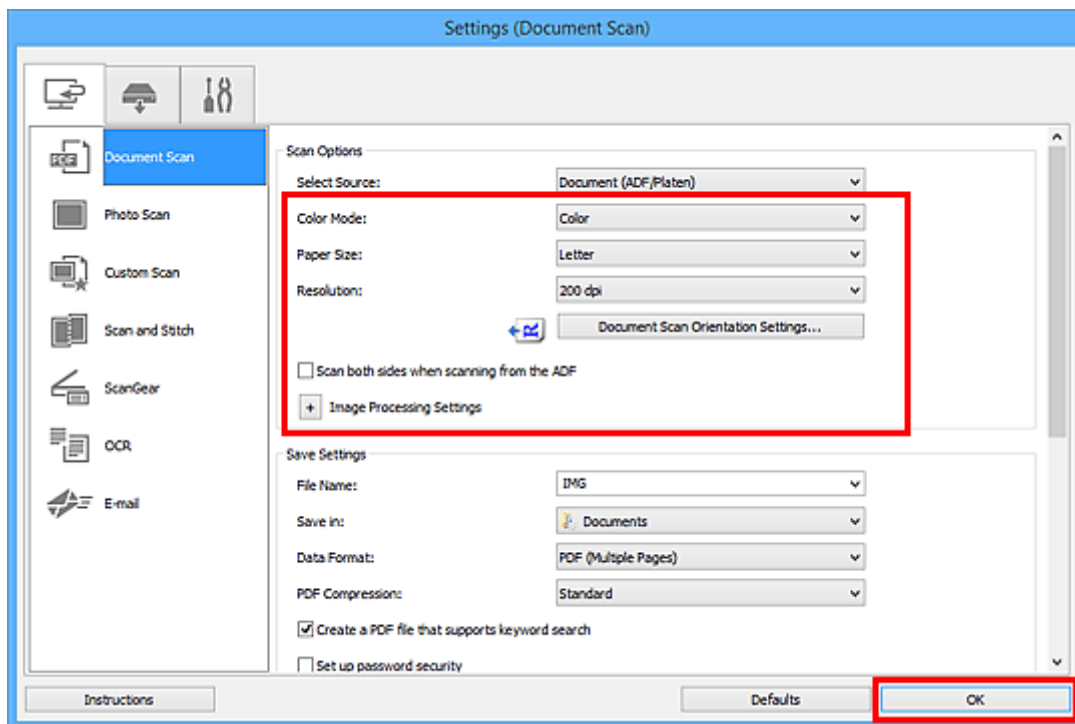 Settings (Document Scan)
PDF
Document Scan
Photo Scan
Custom Scan
Scan and Stitch
ScanGear
OCR
E-mail
Scan Options
Select Source: Document (ADF/Platen)
Color Mode: Color
Paper Size: Letter
Resolution: 200 dpi
R Document Scan Orientation Settings...
Scan both sides when scanning from the ADF
+ Image Processing Settings
Save Settings
File Name: IMG
Save in: Documents
Data Format: PDF (Multiple Pages)
PDF Compression: Standard
Create a PDF file that supports keyword search
Set up password security
Instructions Defaults OK